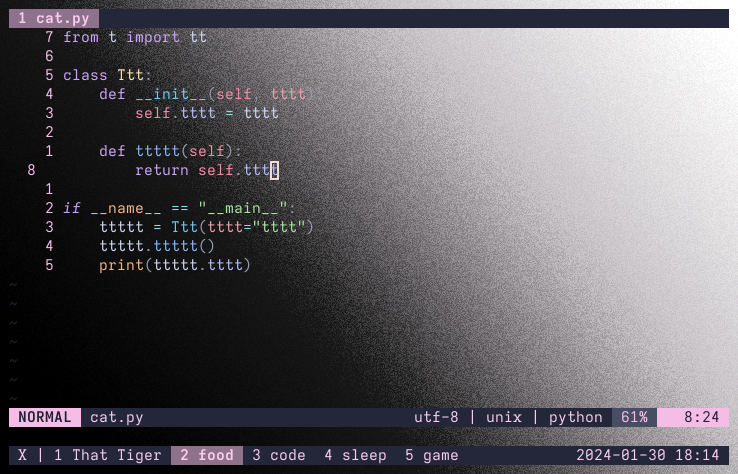 1 cat.py
7 from t import tt
6
5 class Ttt:
4 def __init__(self, tttt)
3 self.tttt = tttt
2
1 def ttttt(self):
8 return self.tttt
1
2 if __name__ == "__main__":
3 ttttt = Ttt(tttt="tttt")
4 ttttt.ttttt()
5 print(ttttt.tttt)
~
~
~
~
~
~
~
NORMAL cat.py utf-8 | unix | python 61% 8:24
X | 1 That Tiger 2 food 3 code 4 sleep 5 game 2024-01-30 18:14